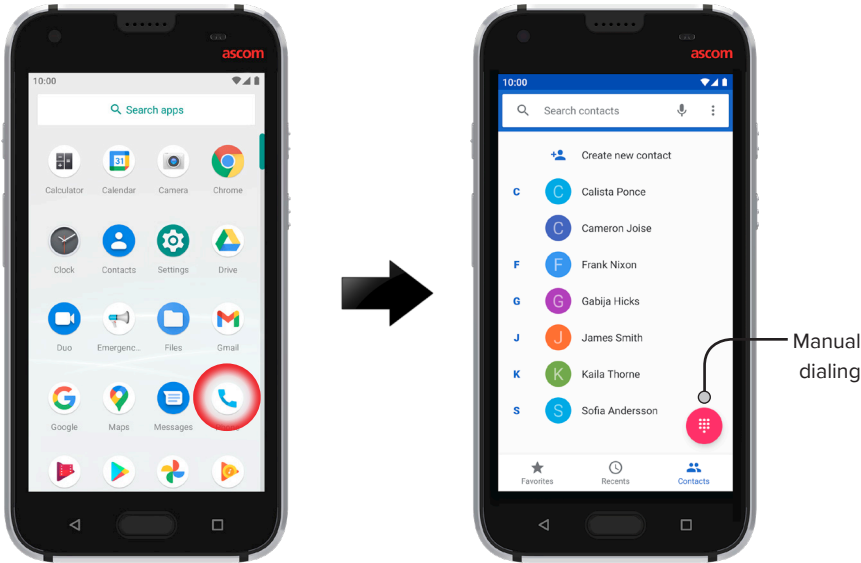 ascom
10:00
Search apps
31
Calculator Calendar Camera Chrome
Clock Contacts Settings Drive
Duo Emergenc... Files Gmail
Google Maps Messages
ascom
10:00
Search contacts
Create new contact
C C Calista Ponce
C Cameron Joise
F F Frank Nixon
G G Gabija Hicks
J J James Smith
K K Kaila Thorne
S S Sofia Andersson
Favorites Recents Contacts
Manual
dialing